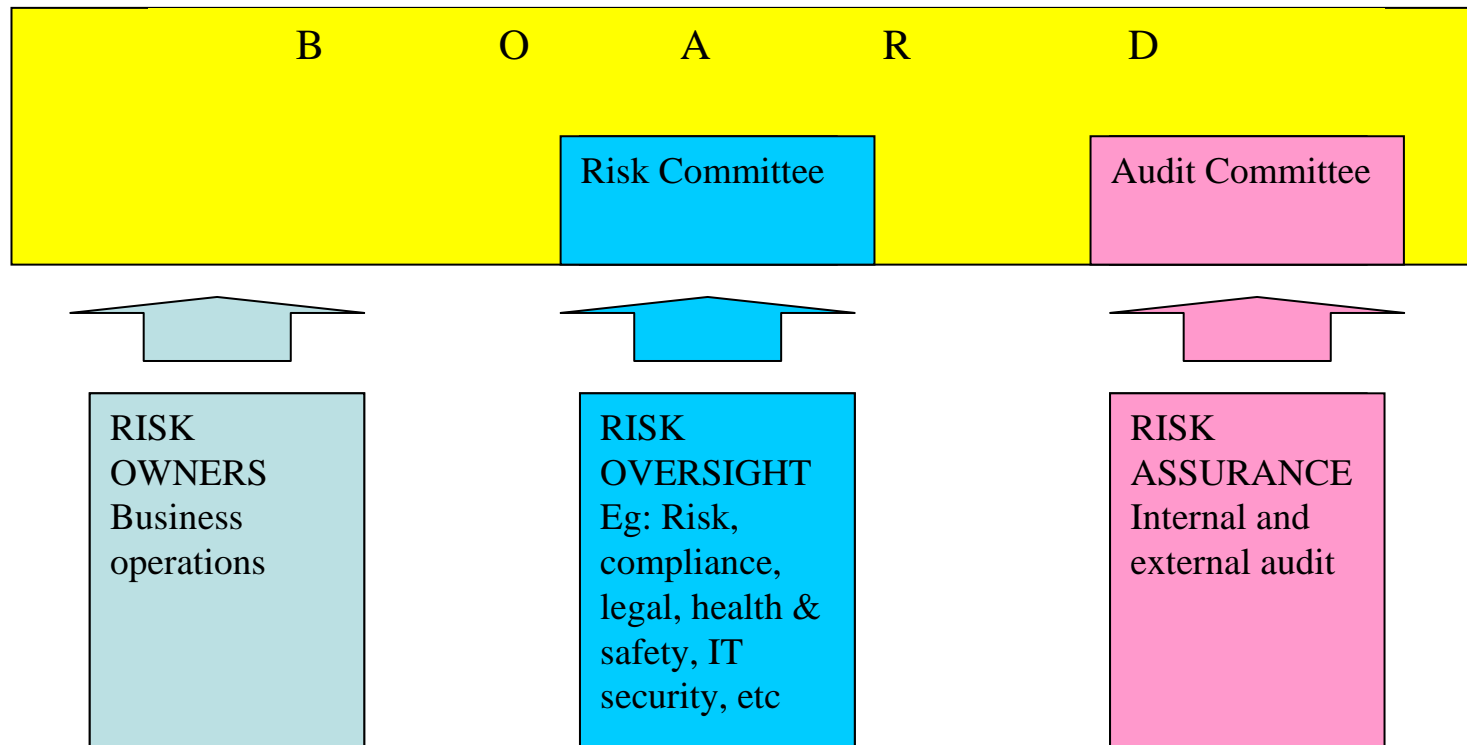 B O A R D
Risk Committee
Audit Committee
RISK
OWNERS
Business
operations
RISK
OVERSIGHT
Eg: Risk,
compliance,
legal, health &
safety, IT
security, etc
RISK
ASSURANCE
Internal and
external audit